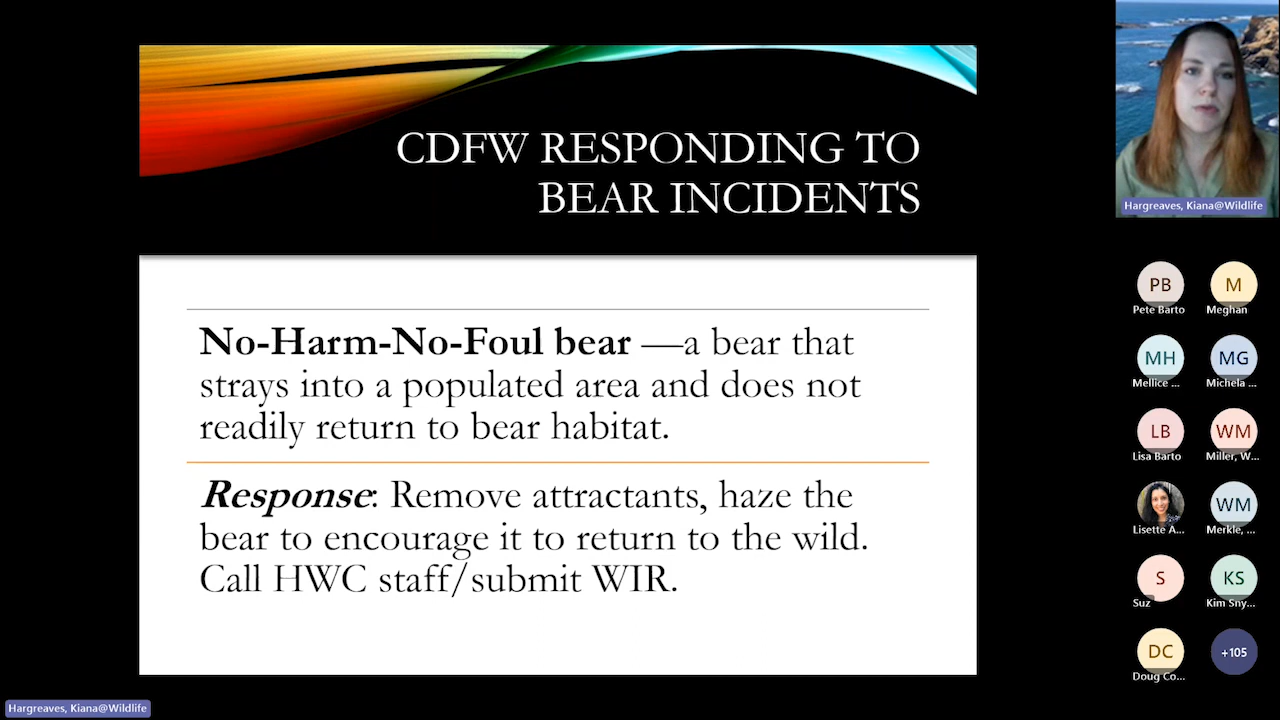 CDFW RESPONDING TO
BEAR INCIDENTS
No-Harm-No-Foul bear —a bear that
strays into a populated area and does not
readily return to bear habitat.
Response: Remove attractants, haze the
bear to encourage it to return to the wild.
Call HWC staff/submit WIR.
Hargreaves, Kiana@Wildlife
PB
M
Pete Barto
Meghan
MH
MG
Mellice ...
Michela ...
LB
WM
Lisa Barto
Miller, W...
WM
Lisette A...
Merkle, ...
S
KS
Suz
Kim Sny...
DC
+105
Doug Co...
Hargreaves, Kiana@Wildlife